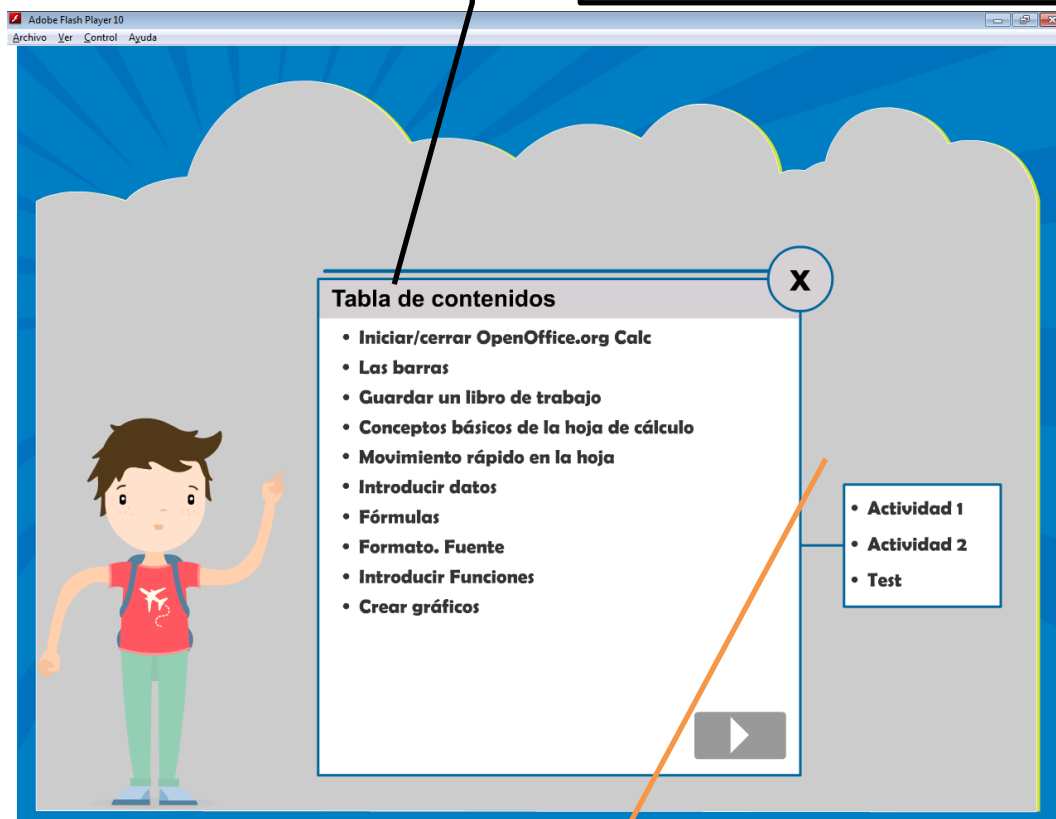 Adobe Flash Player 10
Archivo Ver Control Ayuda
X
Tabla de contenidos
• Iniciar/cerrar OpenOffice.org Calc
• Las barras
• Guardar un libro de trabajo
• Conceptos básicos de la hoja de cálculo
• Movimiento rápido en la hoja
• Introducir datos
• Fórmulas
• Formato. Fuente
• Introducir Funciones
• Crear gráficos
• Actividad 1
• Actividad 2
• Test